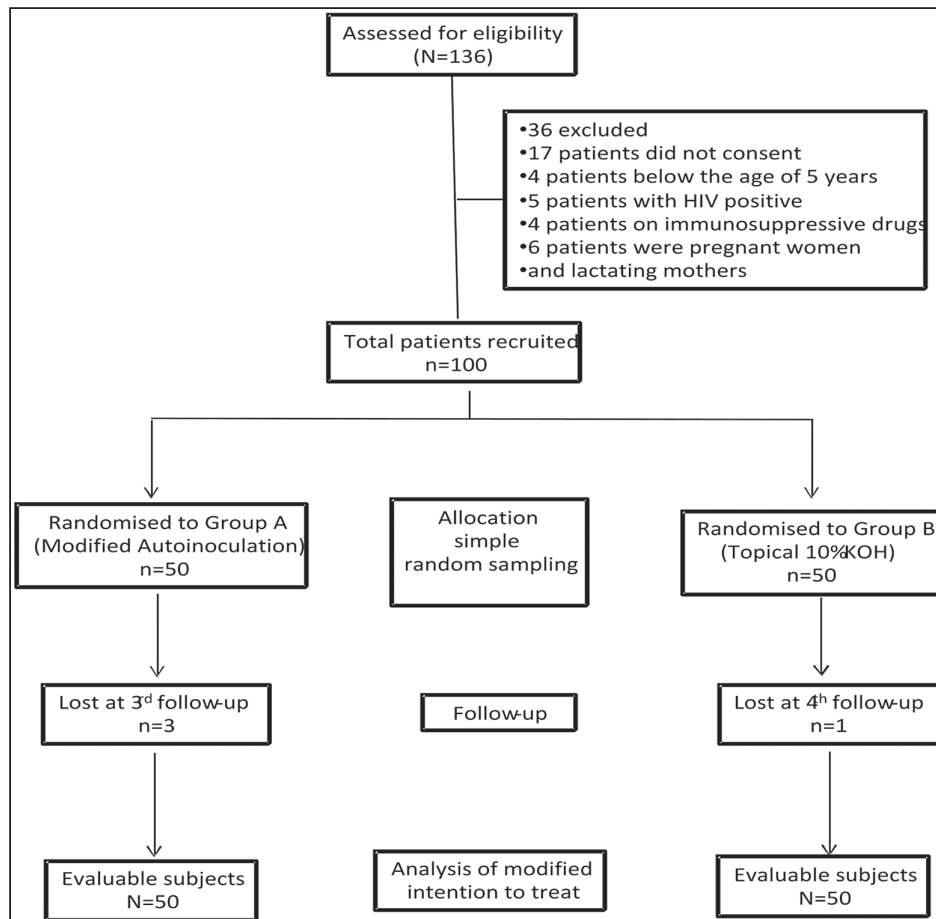 Assessed for eligibility
(N=136)
•36 excluded
•17 patients did not consent
•4 patients below the age of 5 years
•5 patients with HIV positive
•4 patients on immunosuppressive drugs
•6 patients were pregnant women
•and lactating mothers
Total patients recruited
n=100
Randomised to Group A
(Modified Autoinoculation)
n=50
Allocation
simple
random sampling
Randomised to Group B
(Topical 10%KOH)
n=50
Lost at 3rd follow-up
n=3
Follow-up
Lost at 4h follow-up
n=1
Evaluable subjects
N=50
Analysis of modified
intention to treat
Evaluable subjects
N=50